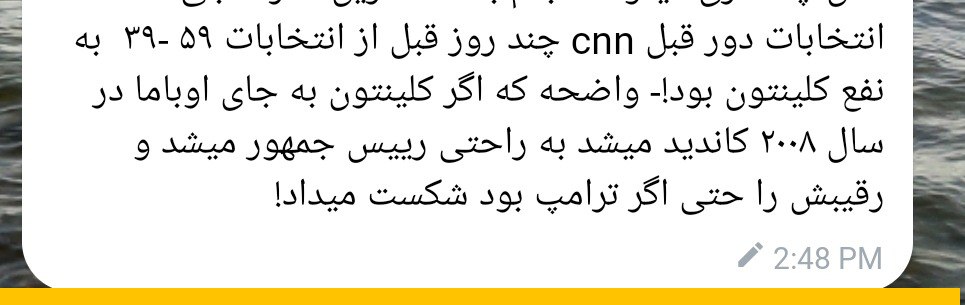 انتخابات دور قبل cnn چند روز قبل از انتخابات ۵۹ -۳۹ به
نفع کلینتون بود!- واضحه که اگر کلینتون به جای اوباما در
سال ۲۰۰۸ کاندید میشد به راحتی رییس جمهور میشد و
رقیبش را حتی اگر ترامپ بود شکست میداد!
2:48 PM